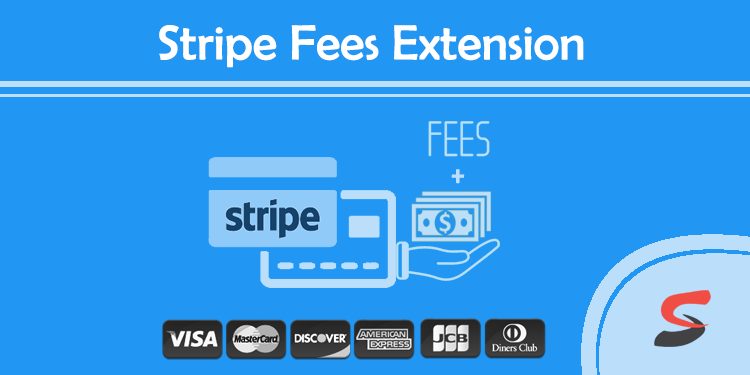 Stripe Fees Extension
FEES
+
stripe
$
VISA
MasterCard
DISCOVER
AMERICAN EXPRESS
JCB
Diners Club
S